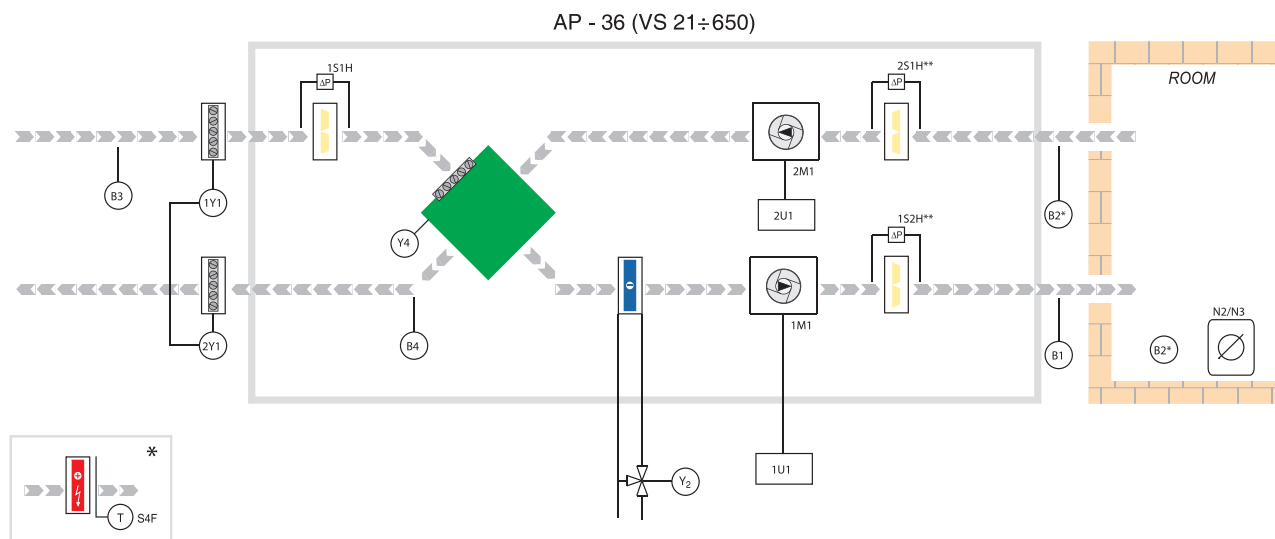 AP - 36 (VS 21÷650)
1S1H
ΔP
2S1H**
ΔP
ROOM
2M1
B3
1Y1
2U1
B2*
Y4
1S2H**
ΔP
1M1
N2/N3
2Y1
B4
B1
B2*
*
1U1
Y2
T
S4F